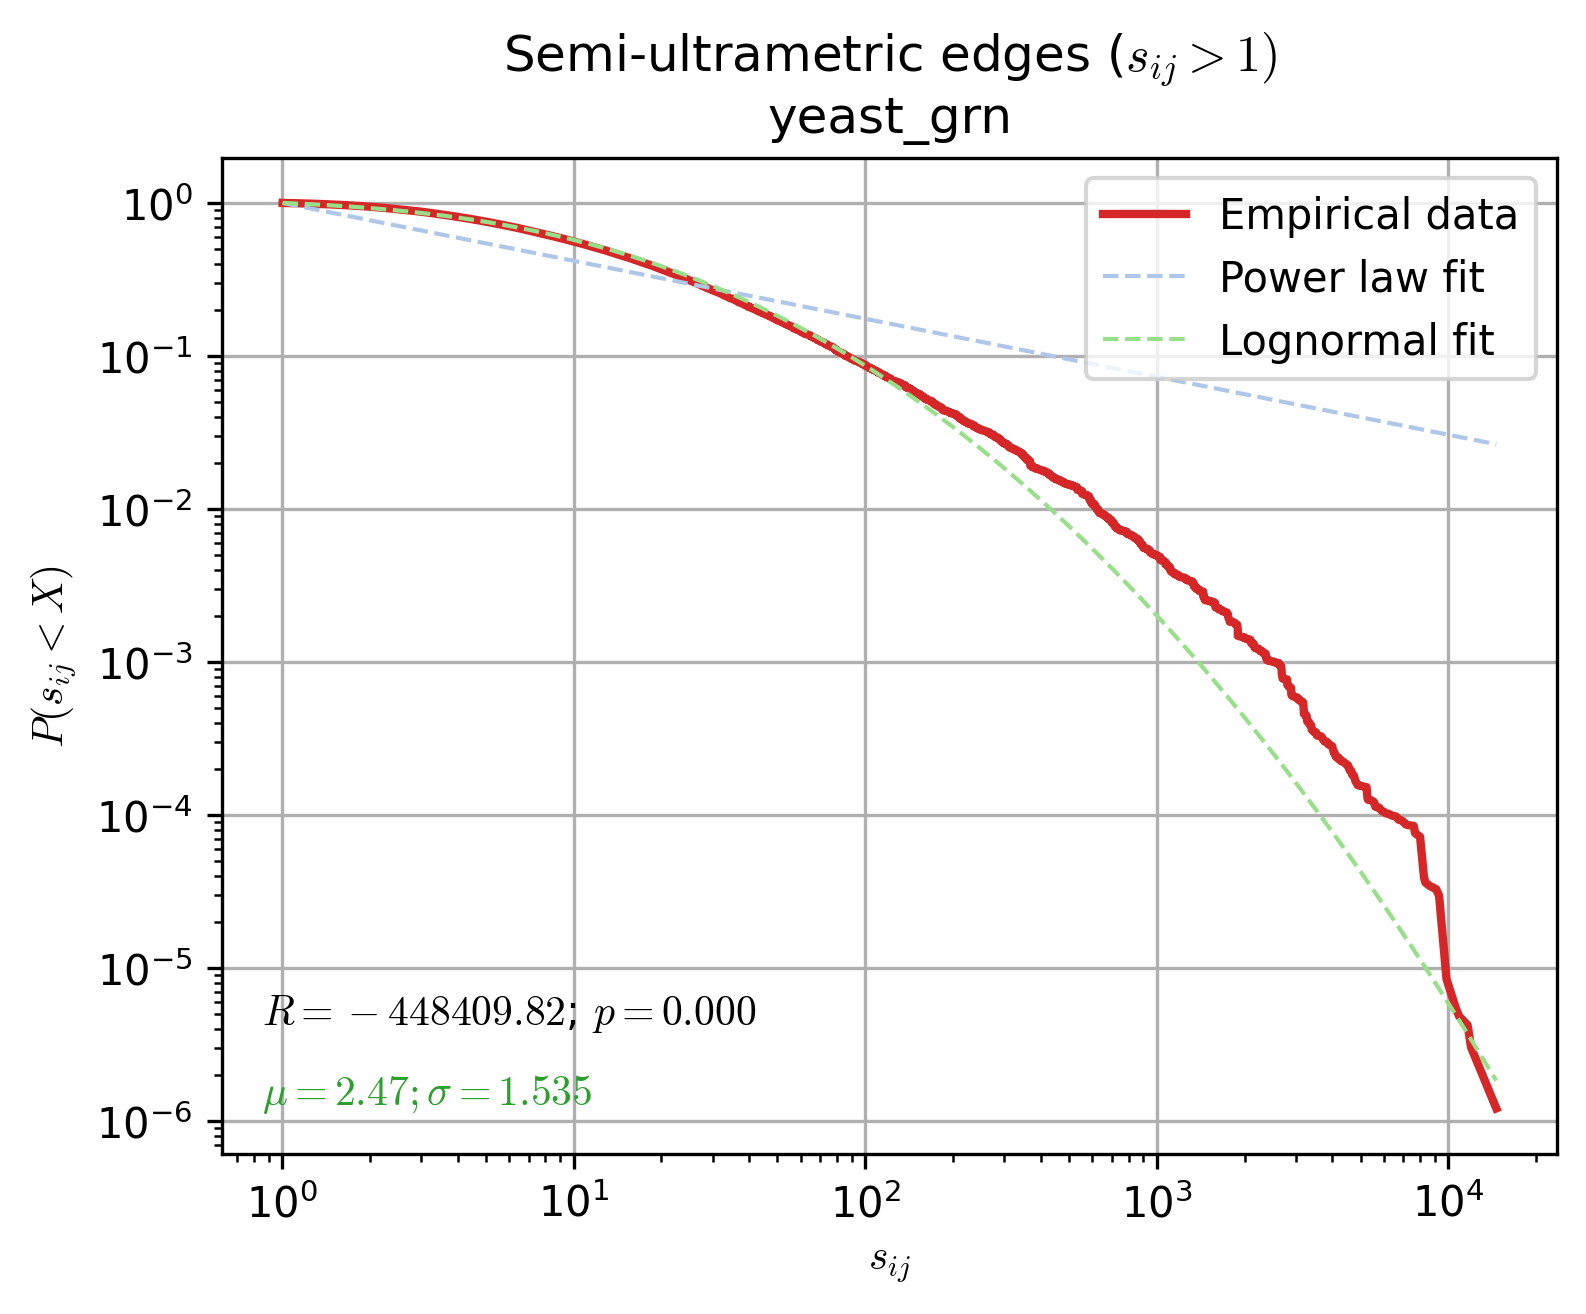 Semi-ultrametric edges ($s_{ij} > 1)$
yeast_grn
Empirical data
Power law fit
Lognormal fit
$P(s_{ij} < X)$
$10^{0}$
$10^{-1}$
$10^{-2}$
$10^{-3}$
$10^{-4}$
$10^{-5}$
$10^{-6}$
$R = -448409.82$; $p = 0.000$
$\mu = 2.47; \sigma = 1.535$
$10^{0}$ $10^{1}$ $10^{2}$ $10^{3}$ $10^{4}$
$s_{ij}$